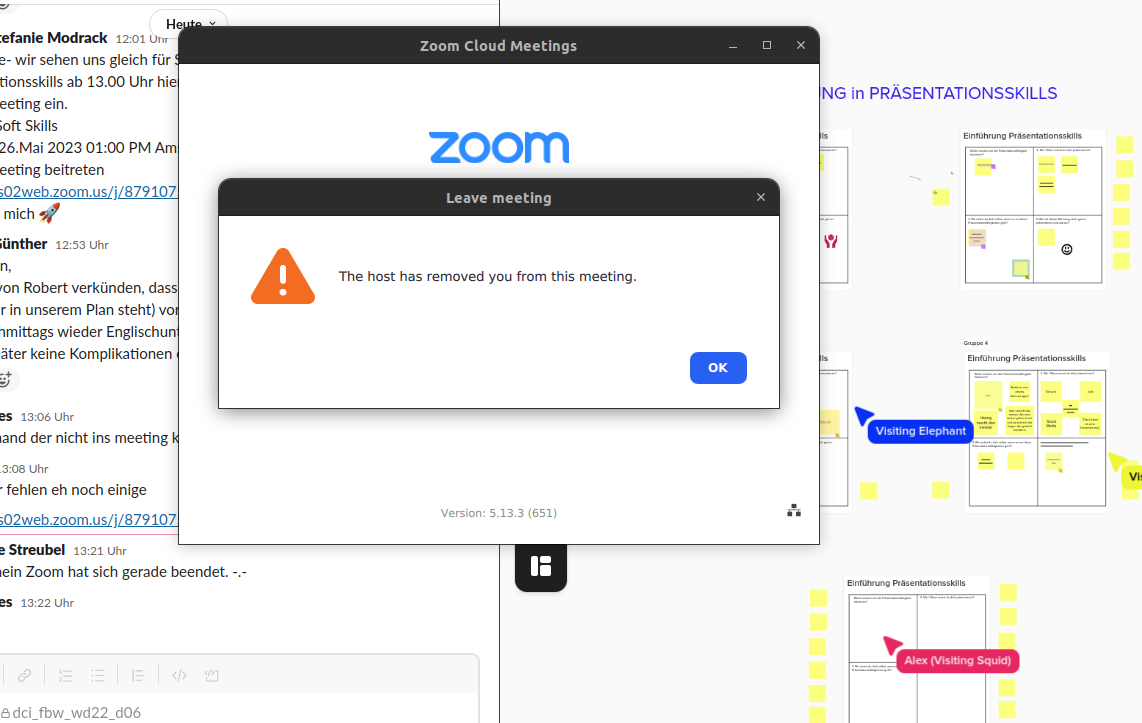 Heute
tefanie Modrack 12:01 Uhr
e- wir sehen uns gleich für S
tionsskills ab 13.00 Uhr hier
eeting ein.
Soft Skills
26.Mai 2023 01:00 PM Ams
eeting beitreten
s02web.zoom.us/j/879107
mich 🚀
Günther 12:53 Uhr
n,
von Robert verkünden, dass
r in unserem Plan steht) vor
hmittags wieder Englischunt
äter keine Komplikationen
es 13:06 Uhr
and der nicht ins meeting k
13:08 Uhr
r fehlen eh noch einige
s02web.zoom.us/j/879107
e Streubel 13:21 Uhr
ein Zoom hat sich gerade beendet. -.-
es 13:22 Uhr
dci_fbw_wd22_d06
Zoom Cloud Meetings
zoom
Leave meeting
The host has removed you from this meeting.
OK
Version: 5.13.3 (651)
NG in PRÄSENTATIONSSKILLS
lls
Einführung Präsentationsskills
Gruppe 4
lls
Einführung Präsentationsskills
Visiting Elephant
Vis
Einführung Präsentationsskills
Alex (Visiting Squid)